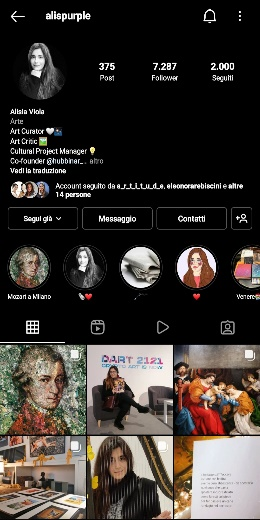 alispurple
375
7.287
2.000
Post
Follower
Seguiti
Alisia Viola
Arte
Art Curator
Art Critic
Cultural Project Manager
Co-founder @hubbinar_... altro
Vedi la traduzione
Account seguito da a_r_t_i_t_u_d_e, eleonorarebiscini e altre
14 persone
Segui già
Messaggio
Contatti
Mozart a Milano
DART 2121